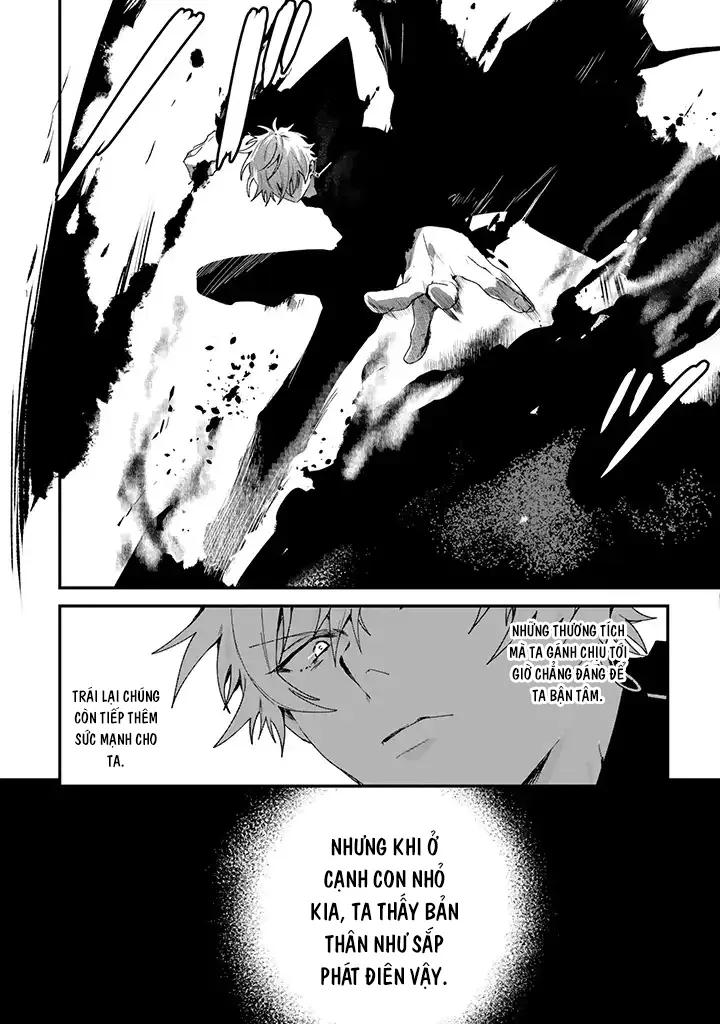 NHỮNG THƯƠNG TÍCH
MÀ TA GÁNH CHỊU TỚI
GIỜ CHẲNG ĐÁNG ĐỂ
TA BẬN TÂM.
TRÁI LẠI CHÚNG
CÒN TIẾP THÊM
SỨC MẠNH CHO
TA.
NHƯNG KHI Ở
CẠNH CON NHỎ
KIA, TA THẤY BẢN
THÂN NHƯ SẮP
PHÁT ĐIÊN VẬY.